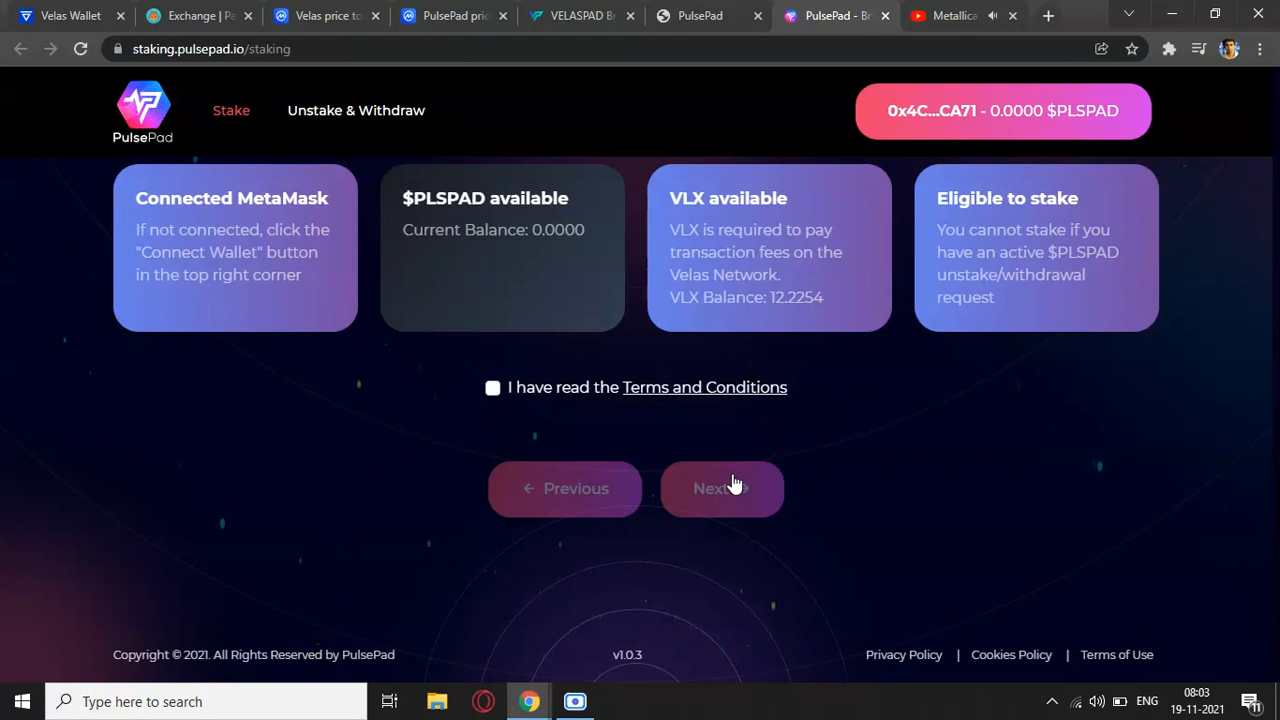 Velas Wallet
Exchange | Pa
Velas price to
PulsePad pric
VELASPAD Br
PulsePad
PulsePad - Br
Metallica
staking.pulsepad.io/staking
PulsePad
Stake
Unstake & Withdraw
0x4C...CA71 - 0.0000 $PLSPAD
Connected MetaMask
If not connected, click the
"Connect Wallet" button
in the top right corner
$PLSPAD available
Current Balance: 0.0000
VLX available
VLX is required to pay
transaction fees on the
Velas Network.
VLX Balance: 12.2254
Eligible to stake
You cannot stake if you
have an active $PLSPAD
unstake/withdrawal
request
I have read the Terms and Conditions
← Previous
Next
Copyright © 2021. All Rights Reserved by PulsePad
v1.0.3
Privacy Policy | Cookies Policy | Terms of Use
Type here to search
ENG
08:03
19-11-2021
11